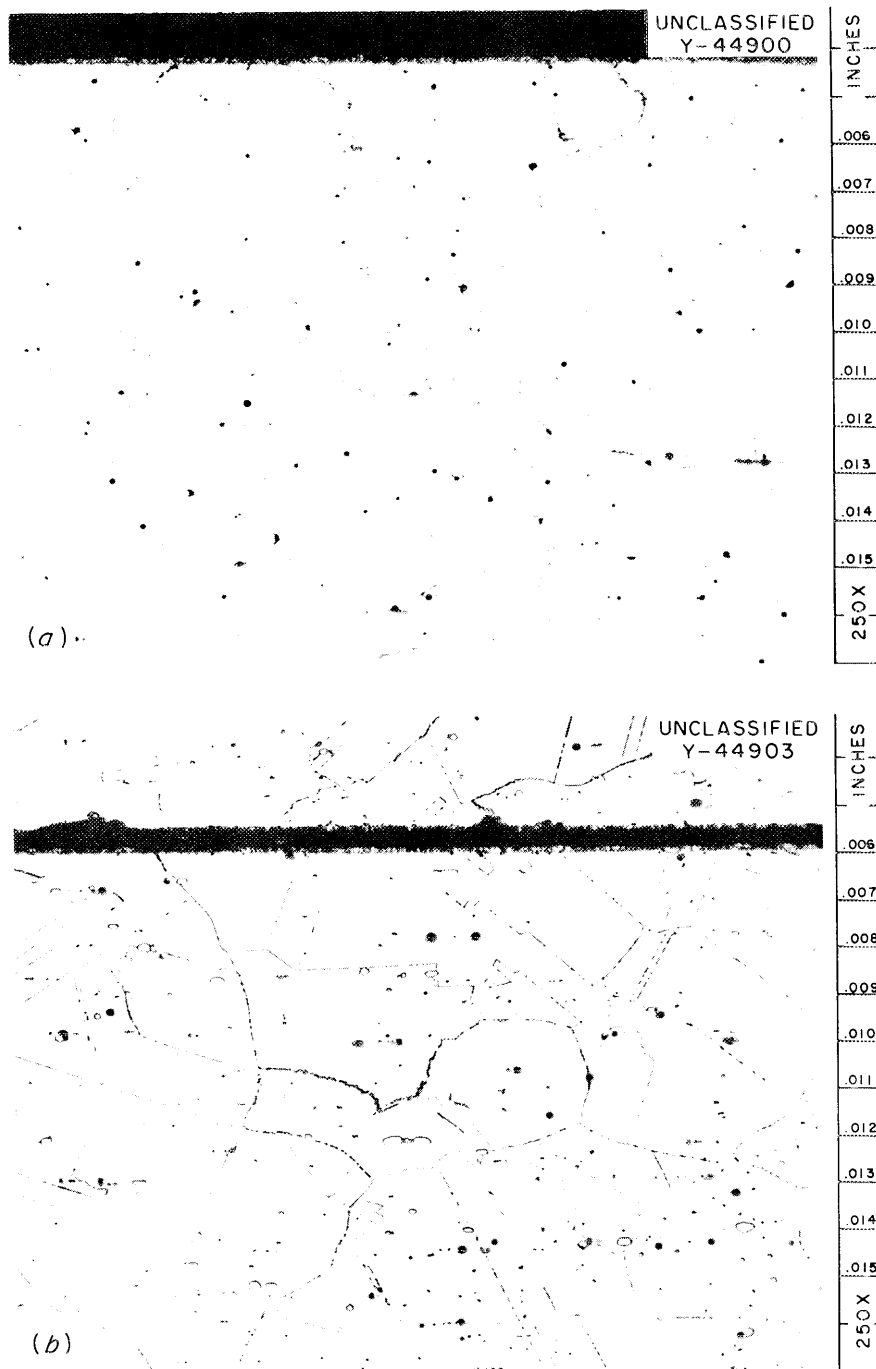 UNCLASSIFIED
Y-44900
INCHES
.006
.007
.008
.009
.010
.011
.012
.013
.014
.015
250X
(a)
UNCLASSIFIED
Y-44903
INCHES
.006
.007
.008
.009
.010
.011
.012
.013
.014
.015
250X
(b)